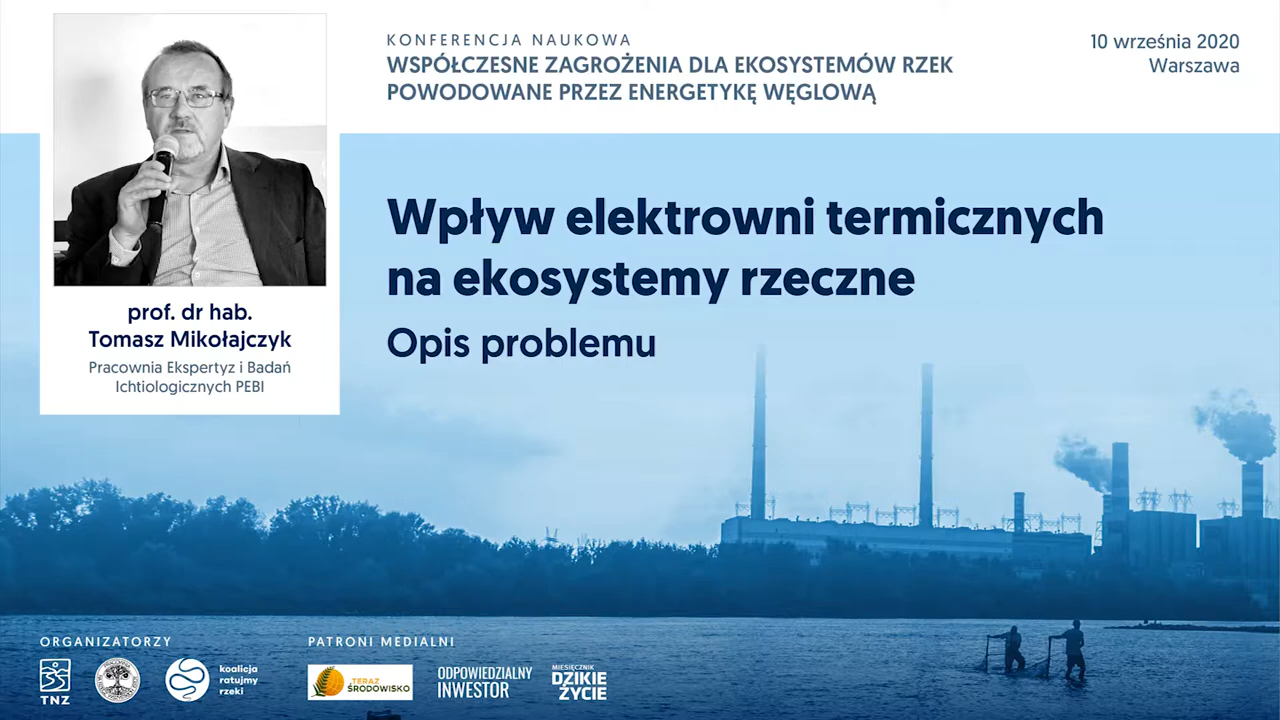 KONFERENCJA NAUKOWA
WSPÓŁCZESNE ZAGROŻENIA DLA EKOSYSTEMÓW RZEK
POWODOWANE PRZEZ ENERGETYKĘ WĘGLOWĄ
10 września 2020
Warszawa
Wpływ elektrowni termicznych
na ekosystemy rzeczne
Opis problemu
prof. dr hab.
Tomasz Mikołajczyk
Pracownia Ekspertyz i Badań
Ichtiologicznych PEBI
ORGANIZATORZY
TNZ
koalicja
ratujmy
rzeki
PATRONI MEDIALNI
TERAZ
ŚRODOWISKO
ODPOWIEDZIALNY
INWESTOR
MIESIĘCZNIK
DZIKIE
ŻYCIE